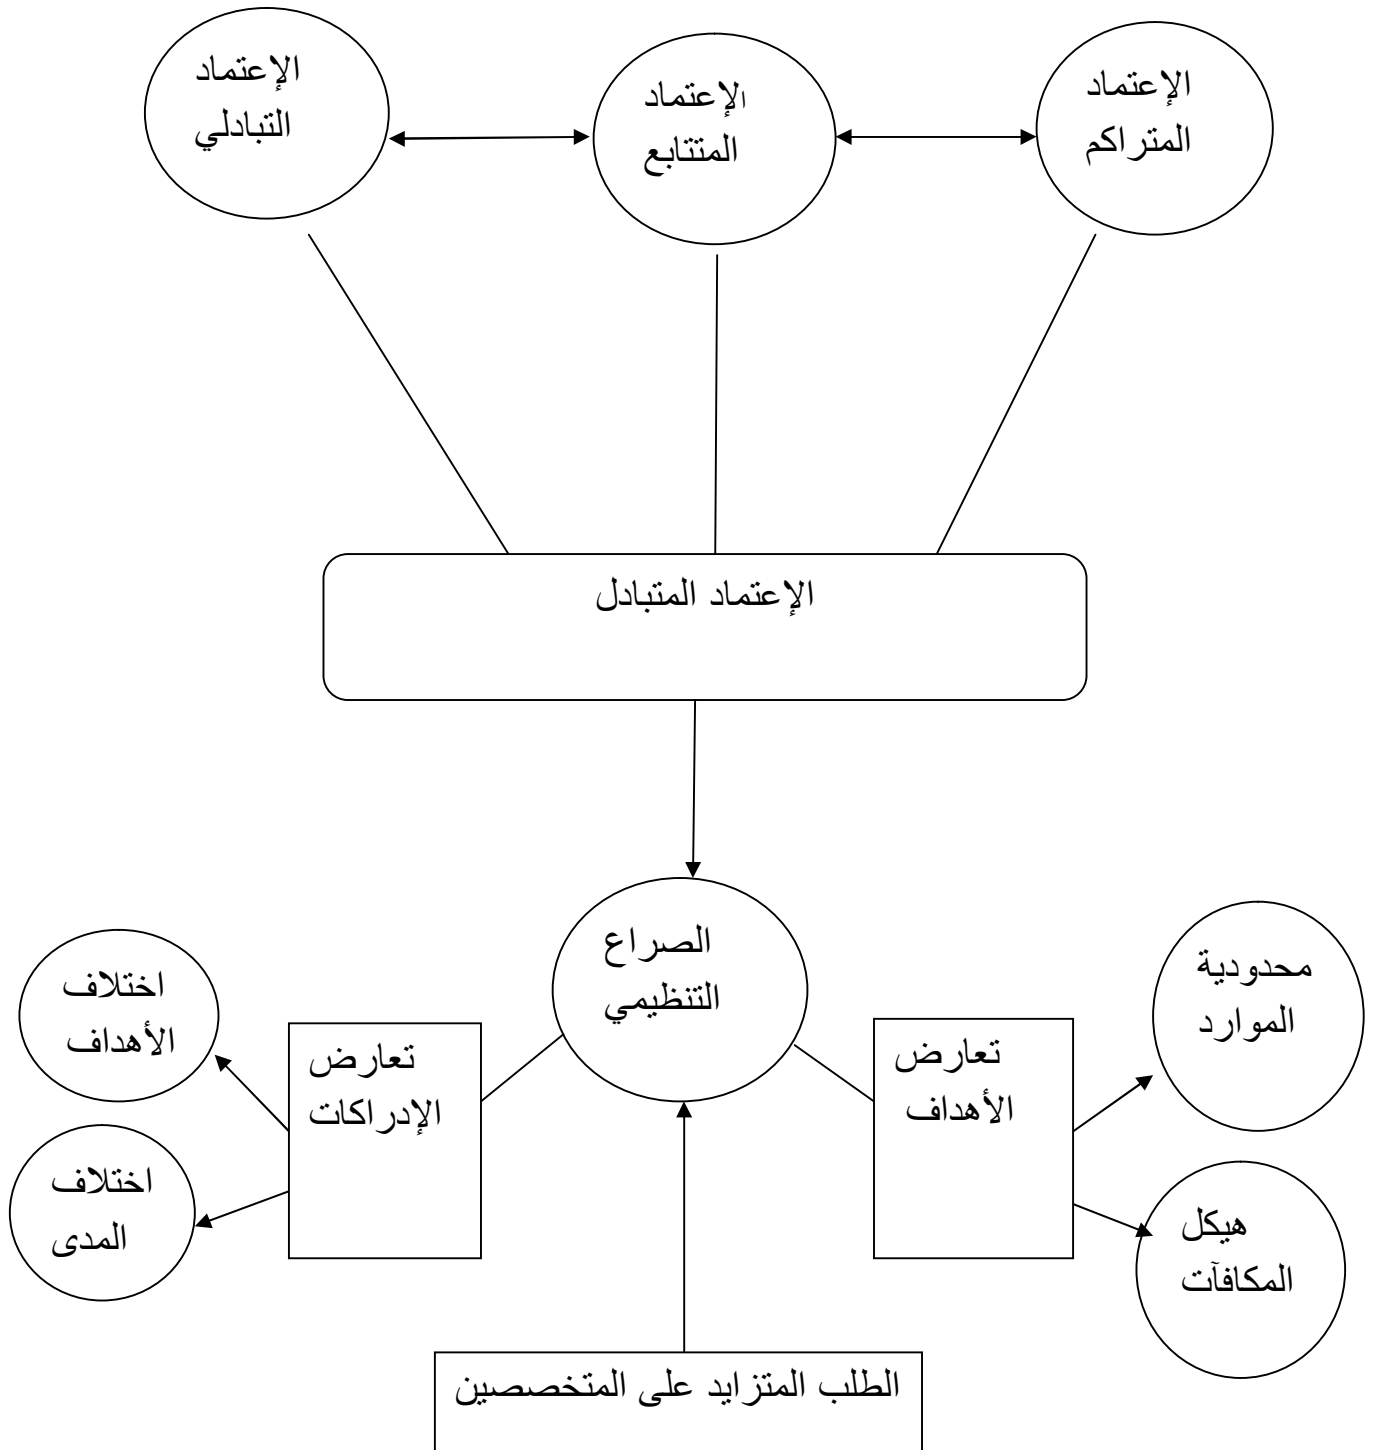 الإعتماد
المتراكم
الإعتماد
المتتابع
الإعتماد
التبادلي
الإعتماد المتبادل
الصراع
التنظيمي
محدودية
الموارد
تعارض
الأهداف
هيكل
المكافآت
تعارض
الإدراكات
اختلاف
الأهداف
اختلاف
المدى
الطلب المتزايد على المتخصصين